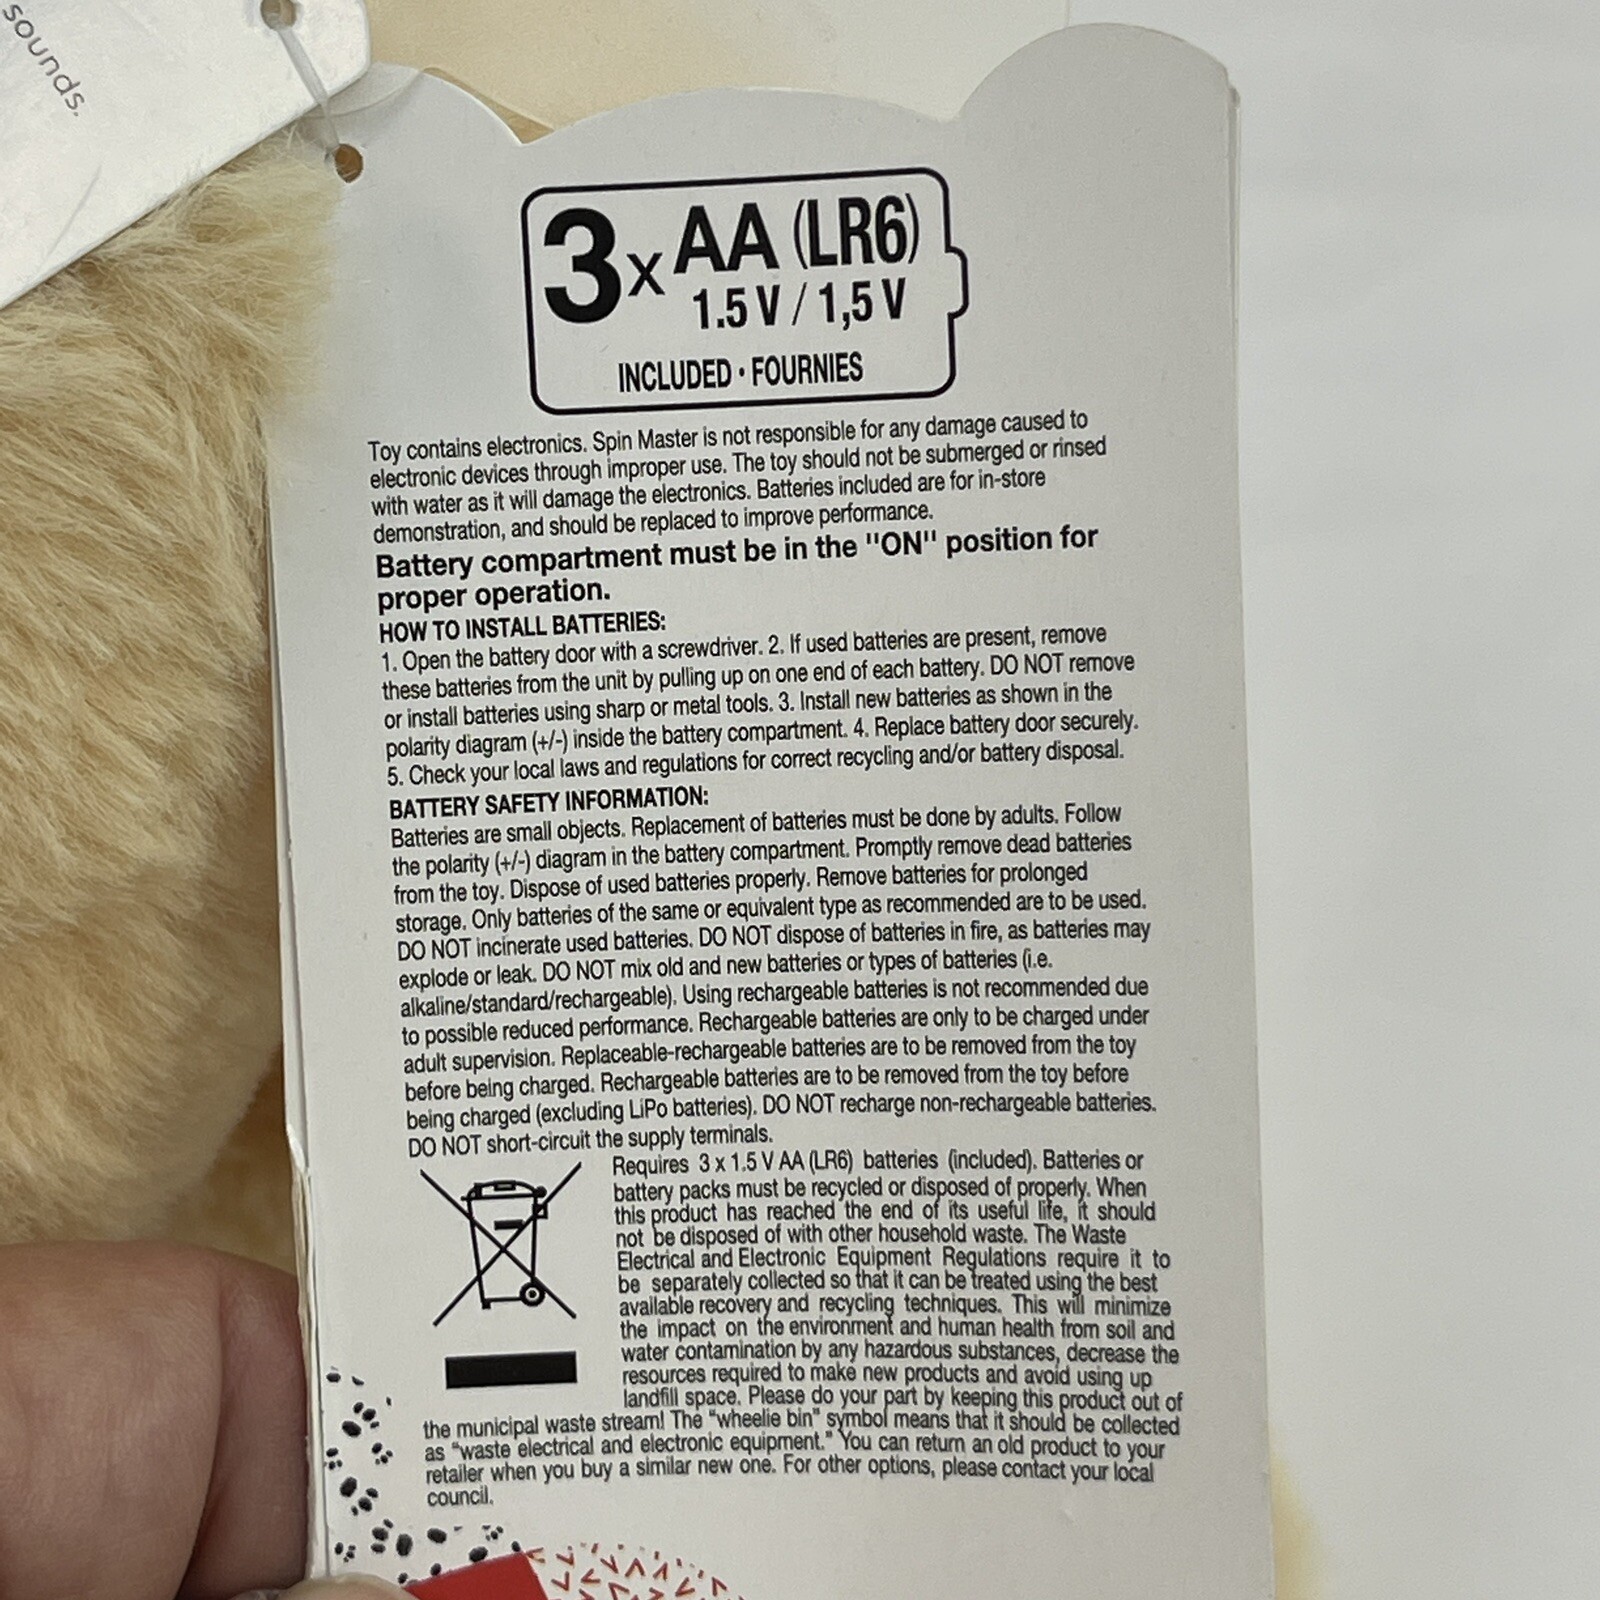 sounds.
3 x AA (LR6)
1.5 V / 1,5 V
INCLUDED • FOURNIES
Toy contains electronics. Spin Master is not responsible for any damage caused to
electronic devices through improper use. The toy should not be submerged or rinsed
with water as it will damage the electronics. Batteries included are for in-store
demonstration, and should be replaced to improve performance.
Battery compartment must be in the "ON" position for
proper operation.
HOW TO INSTALL BATTERIES:
1. Open the battery door with a screwdriver. 2. If used batteries are present, remove
these batteries from the unit by pulling up on one end of each battery. DO NOT remove
or install batteries using sharp or metal tools. 3. Install new batteries as shown in the
polarity diagram (+/-) inside the battery compartment. 4. Replace battery door securely.
5. Check your local laws and regulations for correct recycling and/or battery disposal.
BATTERY SAFETY INFORMATION:
Batteries are small objects. Replacement of batteries must be done by adults. Follow
the polarity (+/-) diagram in the battery compartment. Promptly remove dead batteries
from the toy. Dispose of used batteries properly. Remove batteries for prolonged
storage. Only batteries of the same or equivalent type as recommended are to be used.
DO NOT incinerate used batteries. DO NOT dispose of batteries in fire, as batteries may
explode or leak. DO NOT mix old and new batteries or types of batteries (i.e.
alkaline/standard/rechargeable). Using rechargeable batteries is not recommended due
to possible reduced performance. Rechargeable batteries are only to be charged under
adult supervision. Replaceable-rechargeable batteries are to be removed from the toy
before being charged. Rechargeable batteries are to be removed from the toy before
being charged (excluding LiPo batteries). DO NOT recharge non-rechargeable batteries.
DO NOT short-circuit the supply terminals.
Requires 3 x 1.5 V AA (LR6) batteries (included). Batteries or
battery packs must be recycled or disposed of properly. When
this product has reached the end of its useful life, it should
not be disposed of with other household waste. The Waste
Electrical and Electronic Equipment Regulations require it to
be separately collected so that it can be treated using the best
available recovery and recycling techniques. This will minimize
the impact on the environment and human health from soil and
water contamination by any hazardous substances, decrease the
resources required to make new products and avoid using up
landfill space. Please do your part by keeping this product out of
the municipal waste stream! The "wheelie bin" symbol means that it should be collected
as "waste electrical and electronic equipment." You can return an old product to your
retailer when you buy a similar new one. For other options, please contact your local
council.